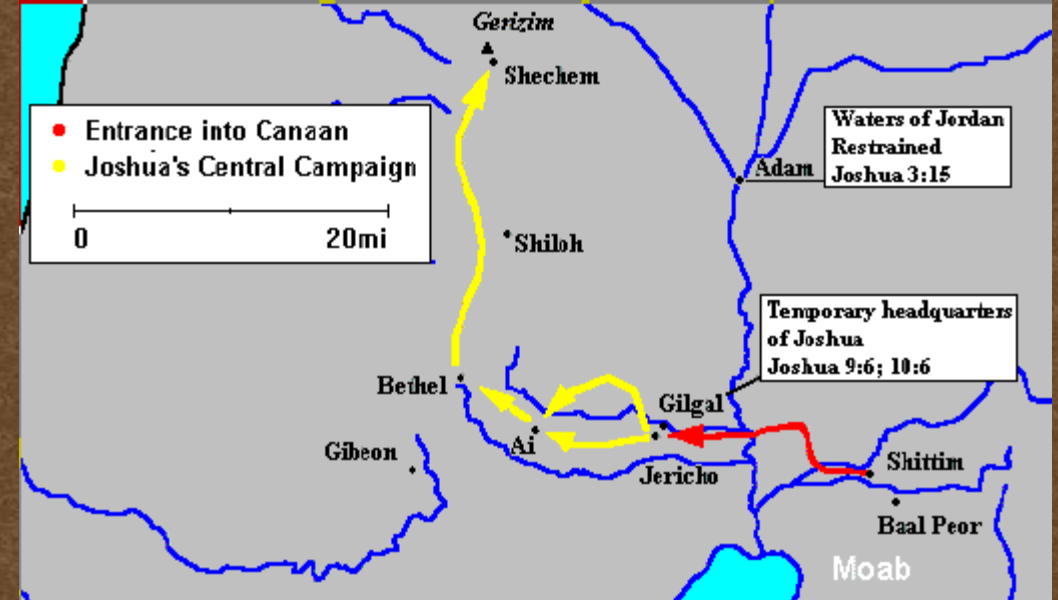 Gerizim
Shechem
Entrance into Canaan
Joshua's Central Campaign
0 20mi
Waters of Jordan
Restrained
Joshua 3:15
Adam
Shiloh
Temporary headquarters
of Joshua
Joshua 9:6; 10:6
Bethel
Gilgal
Ai
Gibeon
Jericho
Shittim
Baal Peor
Moab